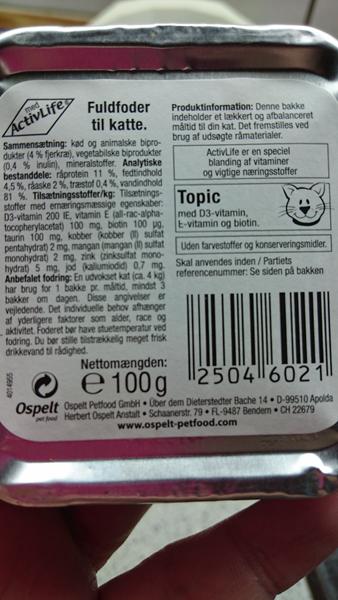 med
ActivLife®
Fuldfoder
til katte.
Sammensætning: kød og animalske bipro-
dukter (4 % fjerkræ), vegetabilske biprodukter
(0,4 % inulin), mineralstoffer. Analytiske
bestanddele: råprotein 11 %, fedtindhold
4,5 %, råaske 2 %, træstof 0,4 %, vandindhold
81 %. Tilsætningsstoffer/kg: Tilsætnings-
stoffer med ernæringsmæssige egenskaber:
D3-vitamin 200 IE, vitamin E (all-rac-alpha-
tocopherylacetat) 100 mg, biotin 100 µg,
taurin 100 mg, kobber (kobber (II) sulfat
pentahydrat) 2 mg, mangan (mangan (II) sulfat
monohydrat) 2 mg, zink (zinksulfat mono-
hydrat) 5 mg, jod (kaliumiodid) 0,7 mg.
Anbefalet fodring: En udvokset kat (ca. 4 kg)
har brug for 1 bakke pr. måltid, mindst 3
bakker om dagen. Disse angivelser er
vejledende. Det individuelle behov afhænger
af yderligere faktorer som alder, race og
aktivitet. Foderet bør have stuetemperatur ved
fodring. Du bør stille tilstrækkelig meget frisk
drikkevand til rådighed.
Produktinformation: Denne bakke
indeholder et lækkert og afbalanceret
måltid til din kat. Det fremstilles ved
brug af udsøgte råmaterialer.
ActivLife er en speciel
blanding af vitaminer
og vigtige næringsstoffer
Topic
med D3-vitamin,
E-vitamin og biotin.
Uden farvestoffer og konserveringsmidler.
Skal anvendes inden / Partiets
referencenummer: Se siden på bakken
Nettomængden:
℮ 100 g
2504 6021
4014955
Ospelt
pet food
Ospelt Petfood GmbH • Über dem Dieterstedter Bache 14 • D-99510 Apolda
Herbert Ospelt Anstalt • Schaanerstr. 79 • FL-9487 Bendern • CH 22679
www.ospelt-petfood.com